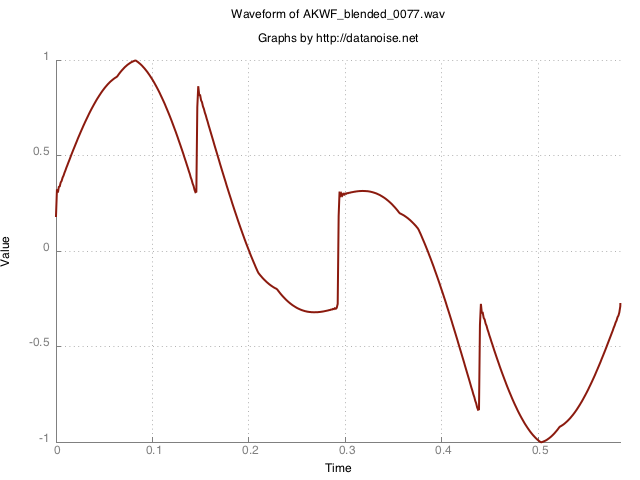 Waveform of AKWF_blended_0077.wav
Graphs by http://datanoise.net
1
0.5
0
-0.5
-1
Value
0 0.1 0.2 0.3 0.4 0.5
Time